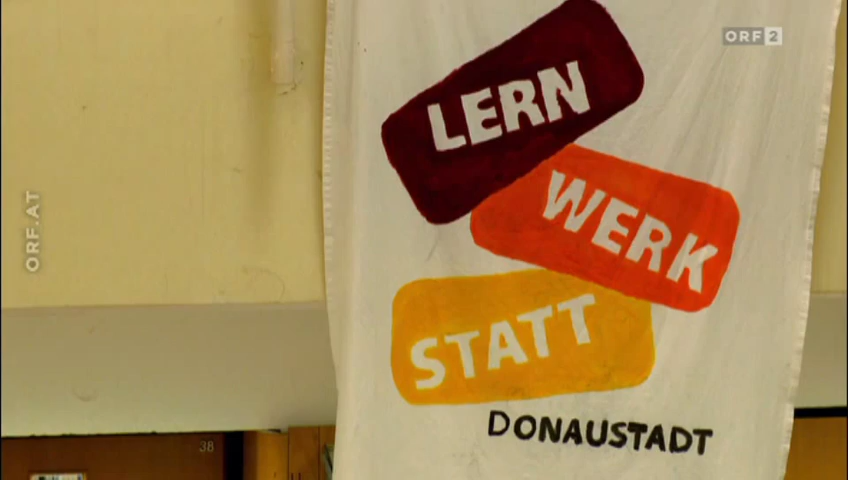 ORF 2
LERN
WERK
STATT
DONAUSTADT
ORF.AT
38